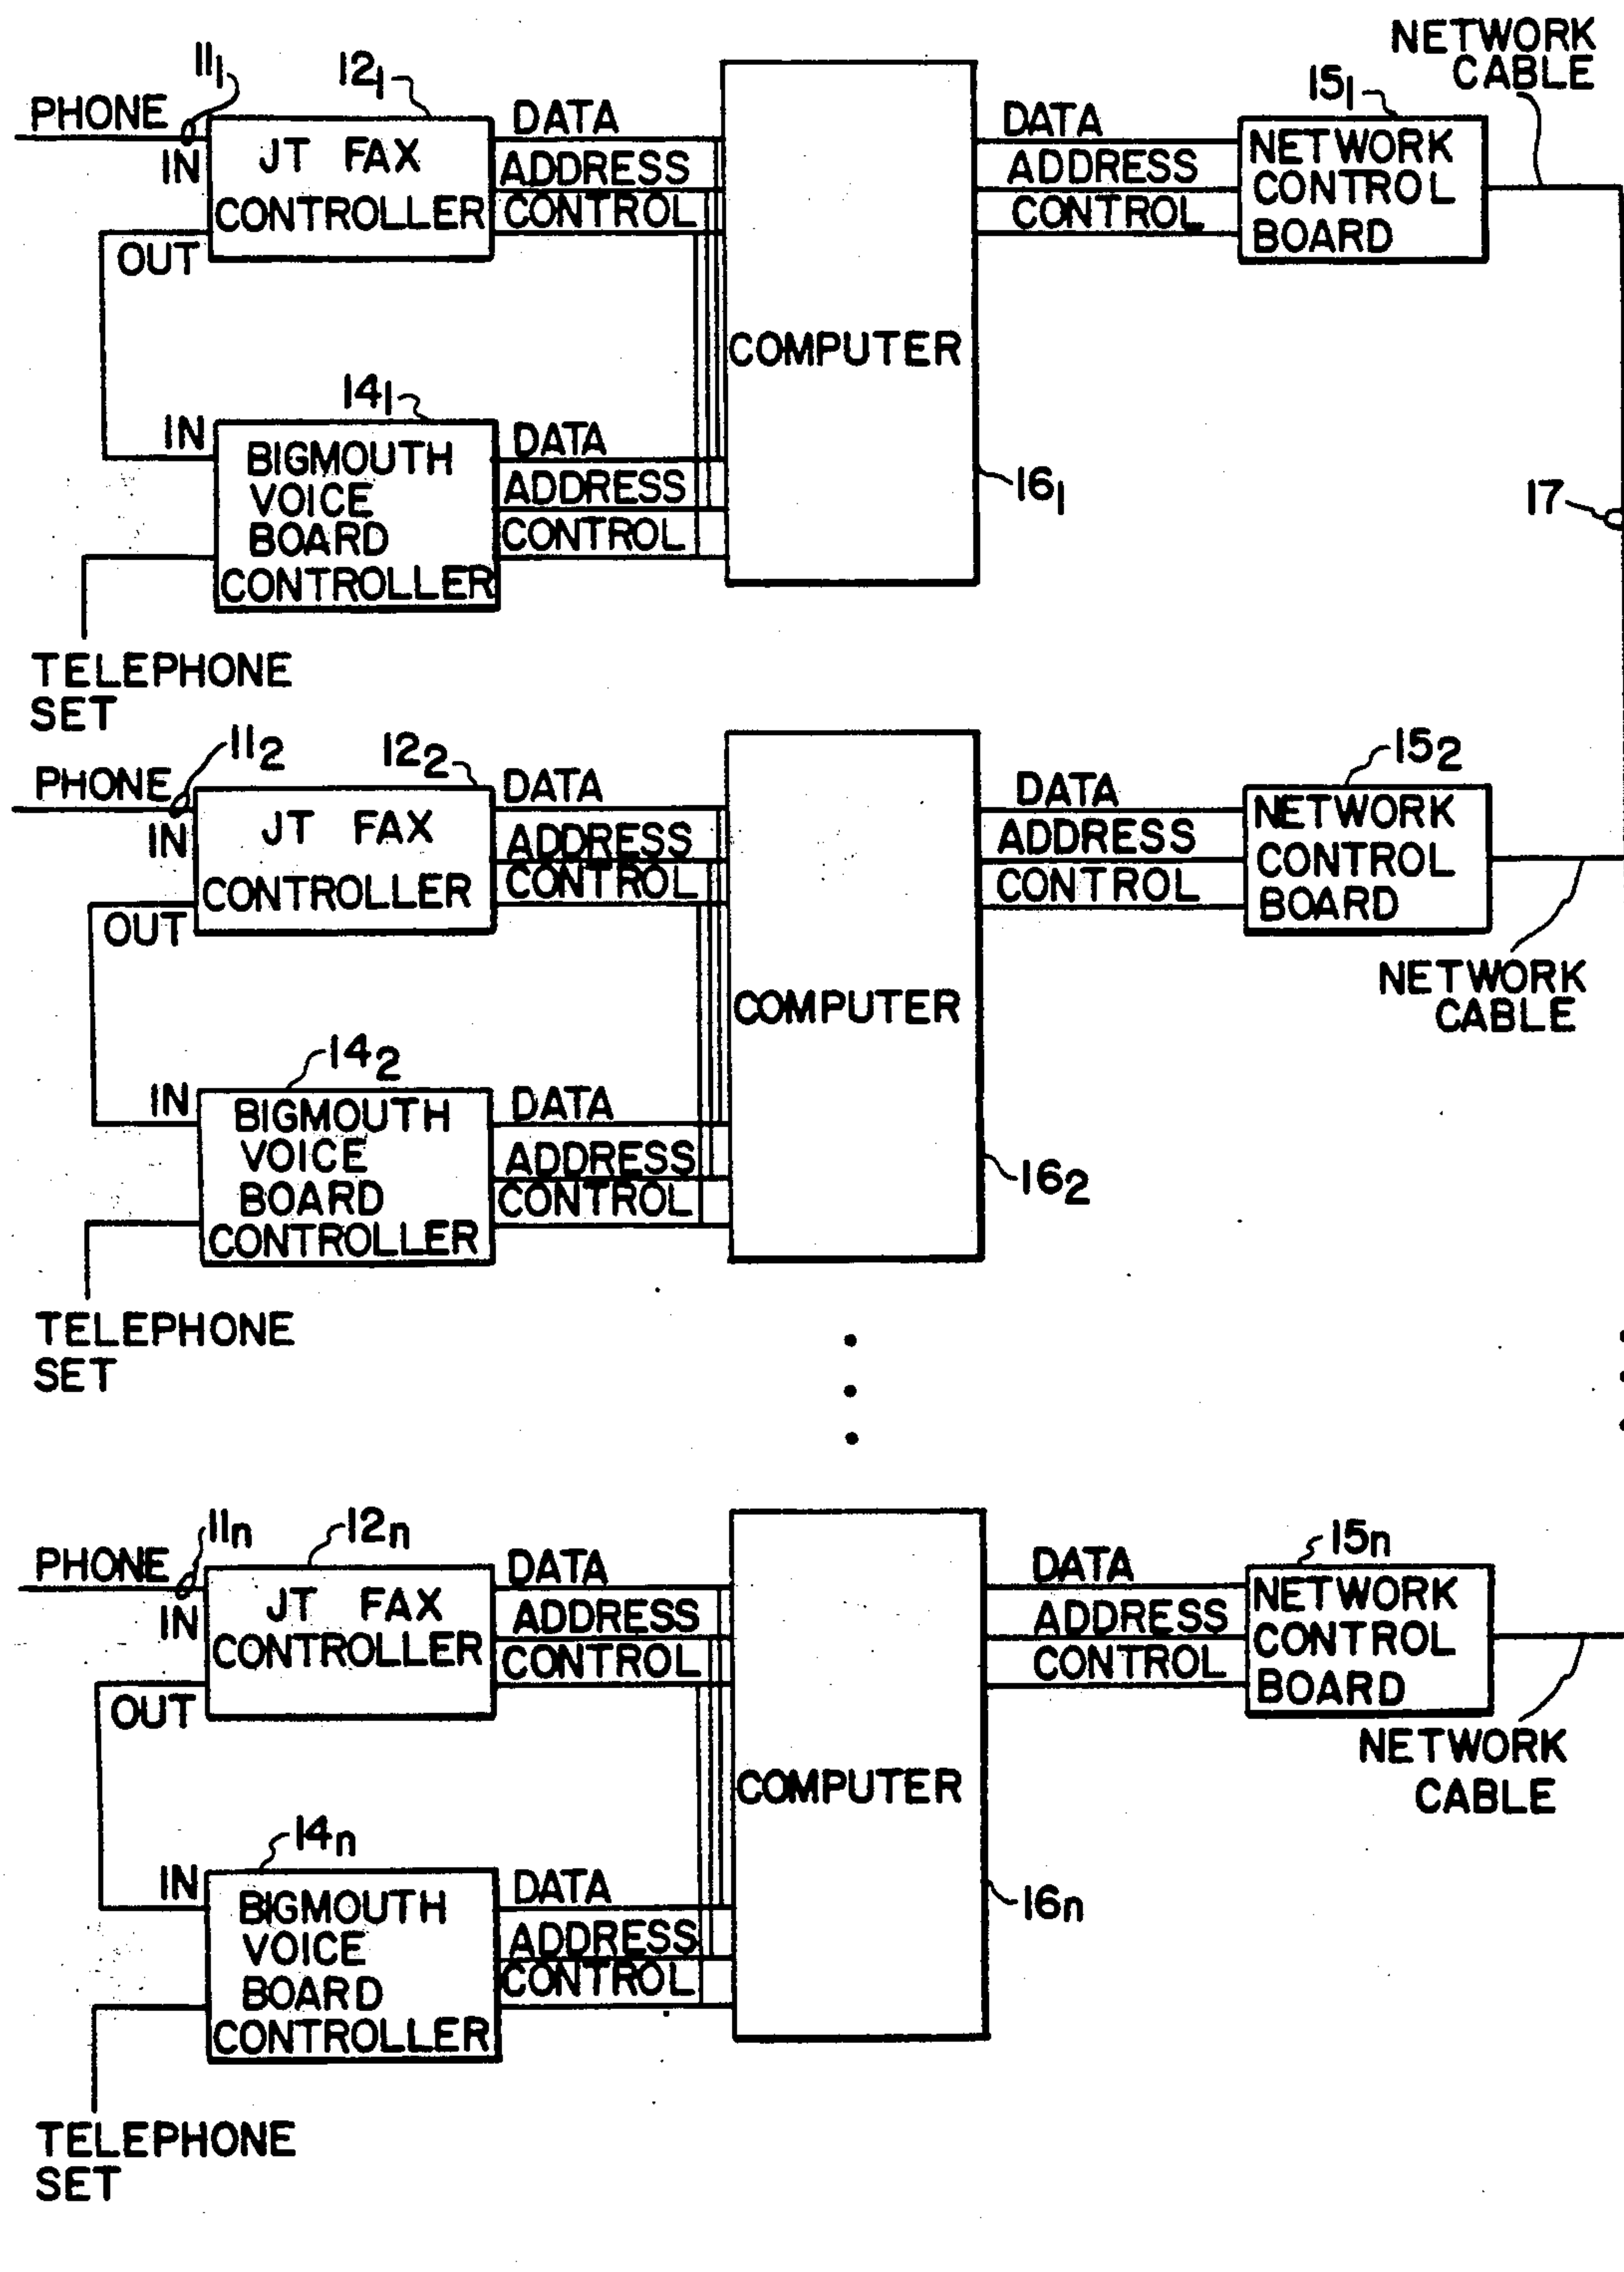 NETWORK
CABLE
11₁
12₁
15₁
PHONE
IN
JT FAX
CONTROLLER
OUT
DATA
ADDRESS
CONTROL
DATA
ADDRESS
CONTROL
NETWORK
CONTROL
BOARD
COMPUTER
14₁
IN
BIGMOUTH
VOICE
BOARD
CONTROLLER
DATA
ADDRESS
CONTROL
16₁
17
TELEPHONE
SET
11₂
12₂
15₂
PHONE
IN
JT FAX
CONTROLLER
OUT
DATA
ADDRESS
CONTROL
DATA
ADDRESS
CONTROL
NETWORK
CONTROL
BOARD
NETWORK
CABLE
COMPUTER
14₂
IN
BIGMOUTH
VOICE
BOARD
CONTROLLER
DATA
ADDRESS
CONTROL
16₂
TELEPHONE
SET
11n
12n
15n
PHONE
IN
JT FAX
CONTROLLER
OUT
DATA
ADDRESS
CONTROL
DATA
ADDRESS
CONTROL
NETWORK
CONTROL
BOARD
NETWORK
CABLE
COMPUTER
14n
IN
BIGMOUTH
VOICE
BOARD
CONTROLLER
DATA
ADDRESS
CONTROL
16n
TELEPHONE
SET